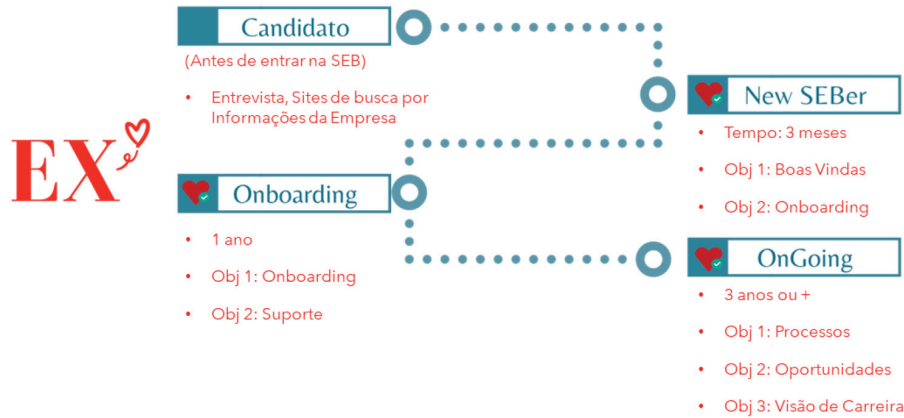 EX
Candidato
(Antes de entrar na SEB)
• Entrevista, Sites de busca por
Informações da Empresa
New SEBer
• Tempo: 3 meses
• Obj 1: Boas Vindas
• Obj 2: Onboarding
Onboarding
• 1 ano
• Obj 1: Onboarding
• Obj 2: Suporte
OnGoing
• 3 anos ou +
• Obj 1: Processos
• Obj 2: Oportunidades
• Obj 3: Visão de Carreira